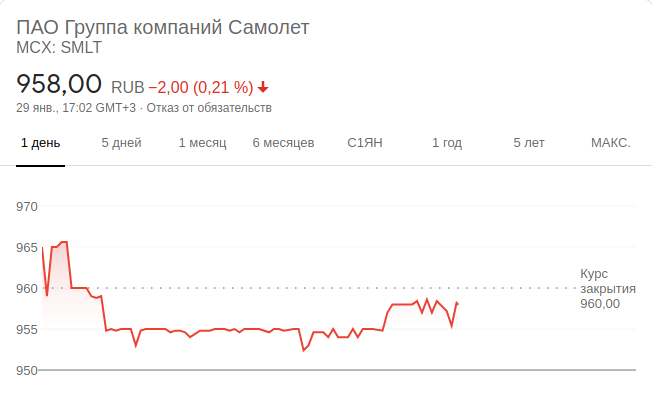 ПАО Группа компаний Самолет
MCX: SMLT
958,00 RUB −2,00 (0,21 %)
29 янв., 17:02 GMT+3 · Отказ от обязательств
1 день 5 дней 1 месяц 6 месяцев С1ЯН 1 год 5 лет МАКС.
970
965
960
955
950
Курс
закрытия
960,00